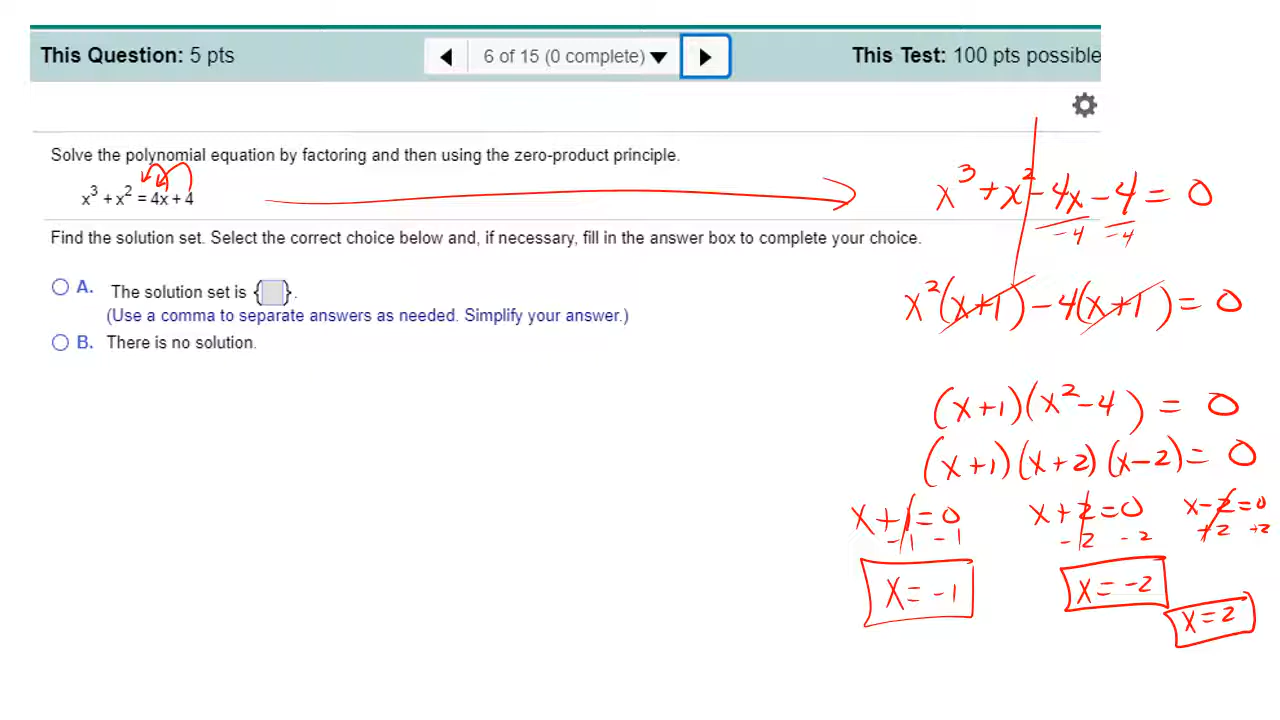 This Question: 5 pts
6 of 15 (0 complete)
This Test: 100 pts possible
Solve the polynomial equation by factoring and then using the zero-product principle.
x³ + x² = 4x + 4
Find the solution set. Select the correct choice below and, if necessary, fill in the answer box to complete your choice.
A. The solution set is { }.
(Use a comma to separate answers as needed. Simplify your answer.)
B. There is no solution.
x³ + x² - 4x - 4 = 0
-4 -4
x²(x+1) - 4(x+1) = 0
(x+1)(x²-4) = 0
(x+1)(x+2)(x-2) = 0
x+1=0 x+2=0 x-2=0
-1 -1 -2 -2 +2 +2
x=-1 x=-2
x=2